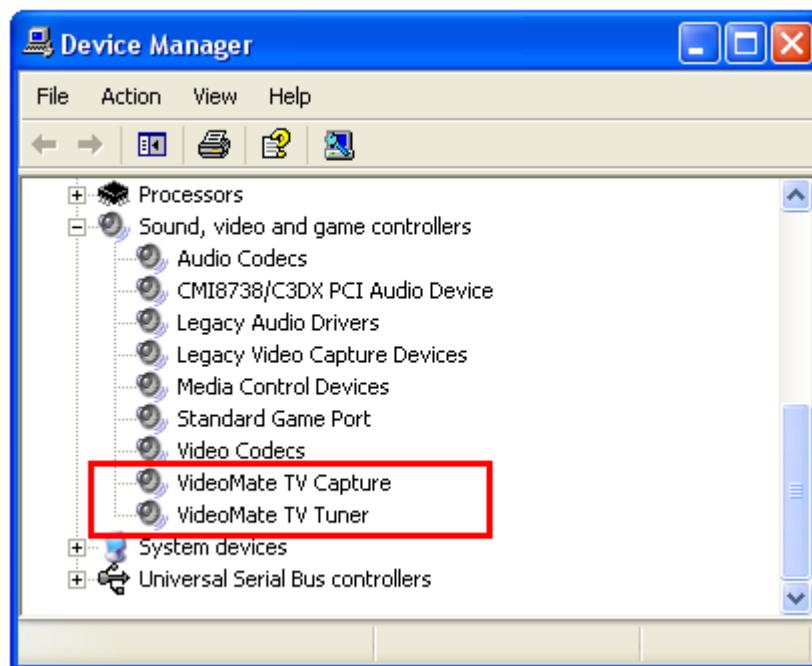 Device Manager
File Action View Help
Processors
Sound, video and game controllers
Audio Codecs
CMI8738/C3DX PCI Audio Device
Legacy Audio Drivers
Legacy Video Capture Devices
Media Control Devices
Standard Game Port
Video Codecs
VideoMate TV Capture
VideoMate TV Tuner
System devices
Universal Serial Bus controllers